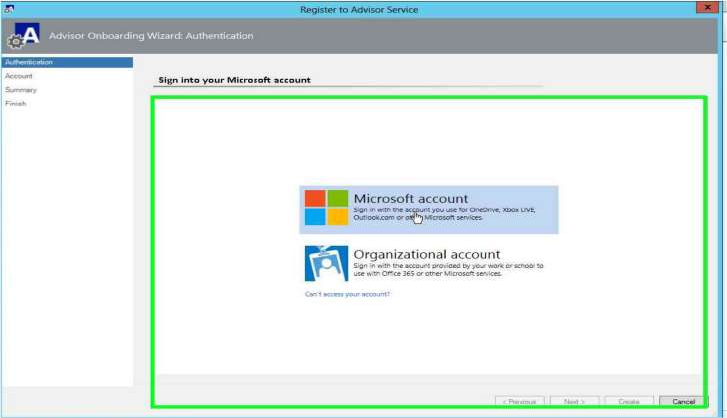 Register to Advisor Service
Advisor Onboarding Wizard: Authentication
Authentication
Account
Summary
Finish
Sign into your Microsoft account
Microsoft account
Sign in with the account you use for OneDrive, Xbox LIVE,
Outlook.com or other Microsoft services.
Organizational account
Sign in with the account provided by your work or school to
use with Office 365 or other Microsoft services.
Can't access your account?
< Previous
Next >
Create
Cancel